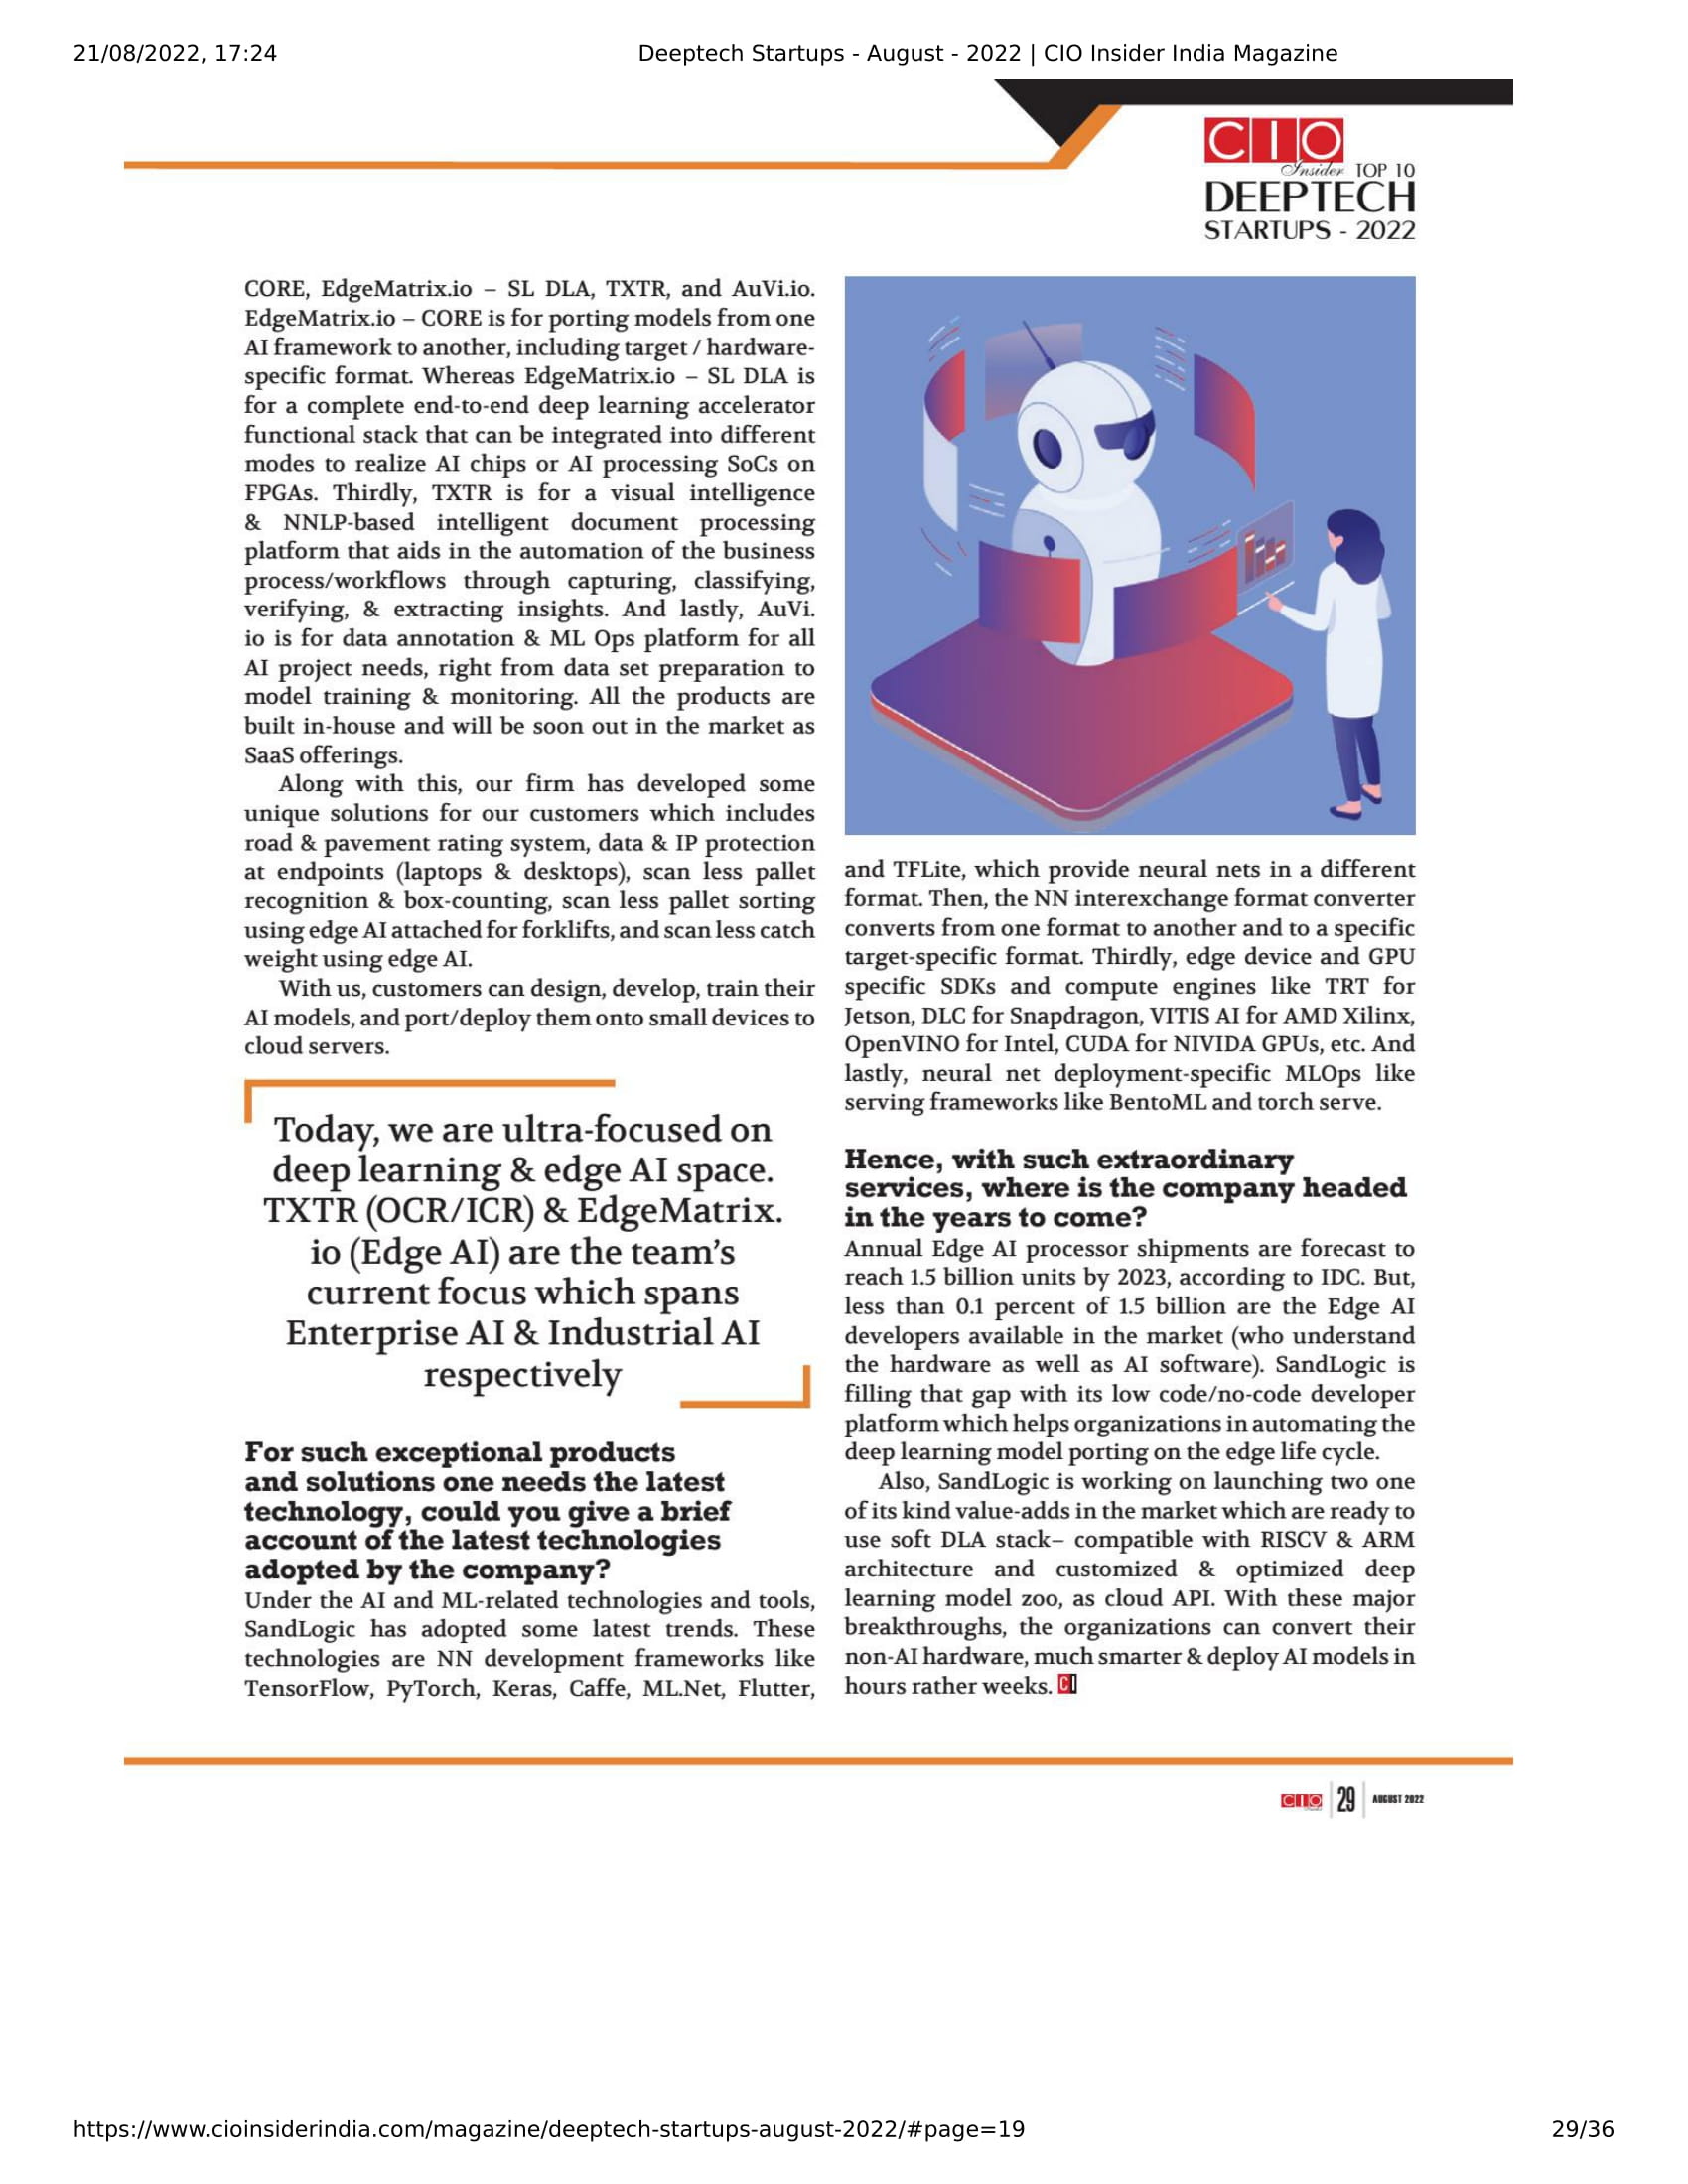 21/08/2022, 17:24
Deeptech Startups - August - 2022 | CIO Insider India Magazine
CIO
Insider TOP 10
DEEPTECH
STARTUPS - 2022
CORE, EdgeMatrix.io – SL DLA, TXTR, and AuVi.io.
EdgeMatrix.io – CORE is for porting models from one
AI framework to another, including target / hardware-
specific format. Whereas EdgeMatrix.io – SL DLA is
for a complete end-to-end deep learning accelerator
functional stack that can be integrated into different
modes to realize AI chips or AI processing SoCs on
FPGAs. Thirdly, TXTR is for a visual intelligence
& NNLP-based intelligent document processing
platform that aids in the automation of the business
process/workflows through capturing, classifying,
verifying, & extracting insights. And lastly, AuVi.
io is for data annotation & ML Ops platform for all
AI project needs, right from data set preparation to
model training & monitoring. All the products are
built in-house and will be soon out in the market as
SaaS offerings.
Along with this, our firm has developed some
unique solutions for our customers which includes
road & pavement rating system, data & IP protection
at endpoints (laptops & desktops), scan less pallet
recognition & box-counting, scan less pallet sorting
using edge AI attached for forklifts, and scan less catch
weight using edge AI.
With us, customers can design, develop, train their
AI models, and port/deploy them onto small devices to
cloud servers.
Today, we are ultra-focused on
deep learning & edge AI space.
TXTR (OCR/ICR) & EdgeMatrix.
io (Edge AI) are the team's
current focus which spans
Enterprise AI & Industrial AI
respectively
For such exceptional products
and solutions one needs the latest
technology, could you give a brief
account of the latest technologies
adopted by the company?
Under the AI and ML-related technologies and tools,
SandLogic has adopted some latest trends. These
technologies are NN development frameworks like
TensorFlow, PyTorch, Keras, Caffe, ML.Net, Flutter,
and TFLite, which provide neural nets in a different
format. Then, the NN interexchange format converter
converts from one format to another and to a specific
target-specific format. Thirdly, edge device and GPU
specific SDKs and compute engines like TRT for
Jetson, DLC for Snapdragon, VITIS AI for AMD Xilinx,
OpenVINO for Intel, CUDA for NIVIDA GPUs, etc. And
lastly, neural net deployment-specific MLOps like
serving frameworks like BentoML and torch serve.
Hence, with such extraordinary
services, where is the company headed
in the years to come?
Annual Edge AI processor shipments are forecast to
reach 1.5 billion units by 2023, according to IDC. But,
less than 0.1 percent of 1.5 billion are the Edge AI
developers available in the market (who understand
the hardware as well as AI software). SandLogic is
filling that gap with its low code/no-code developer
platform which helps organizations in automating the
deep learning model porting on the edge life cycle.
Also, SandLogic is working on launching two one
of its kind value-adds in the market which are ready to
use soft DLA stack– compatible with RISCV & ARM
architecture and customized & optimized deep
learning model zoo, as cloud API. With these major
breakthroughs, the organizations can convert their
non-AI hardware, much smarter & deploy AI models in
hours rather weeks. CI
CIO 29 AUGUST 2022
https://www.cioinsiderindia.com/magazine/deeptech-startups-august-2022/#page=19
29/36